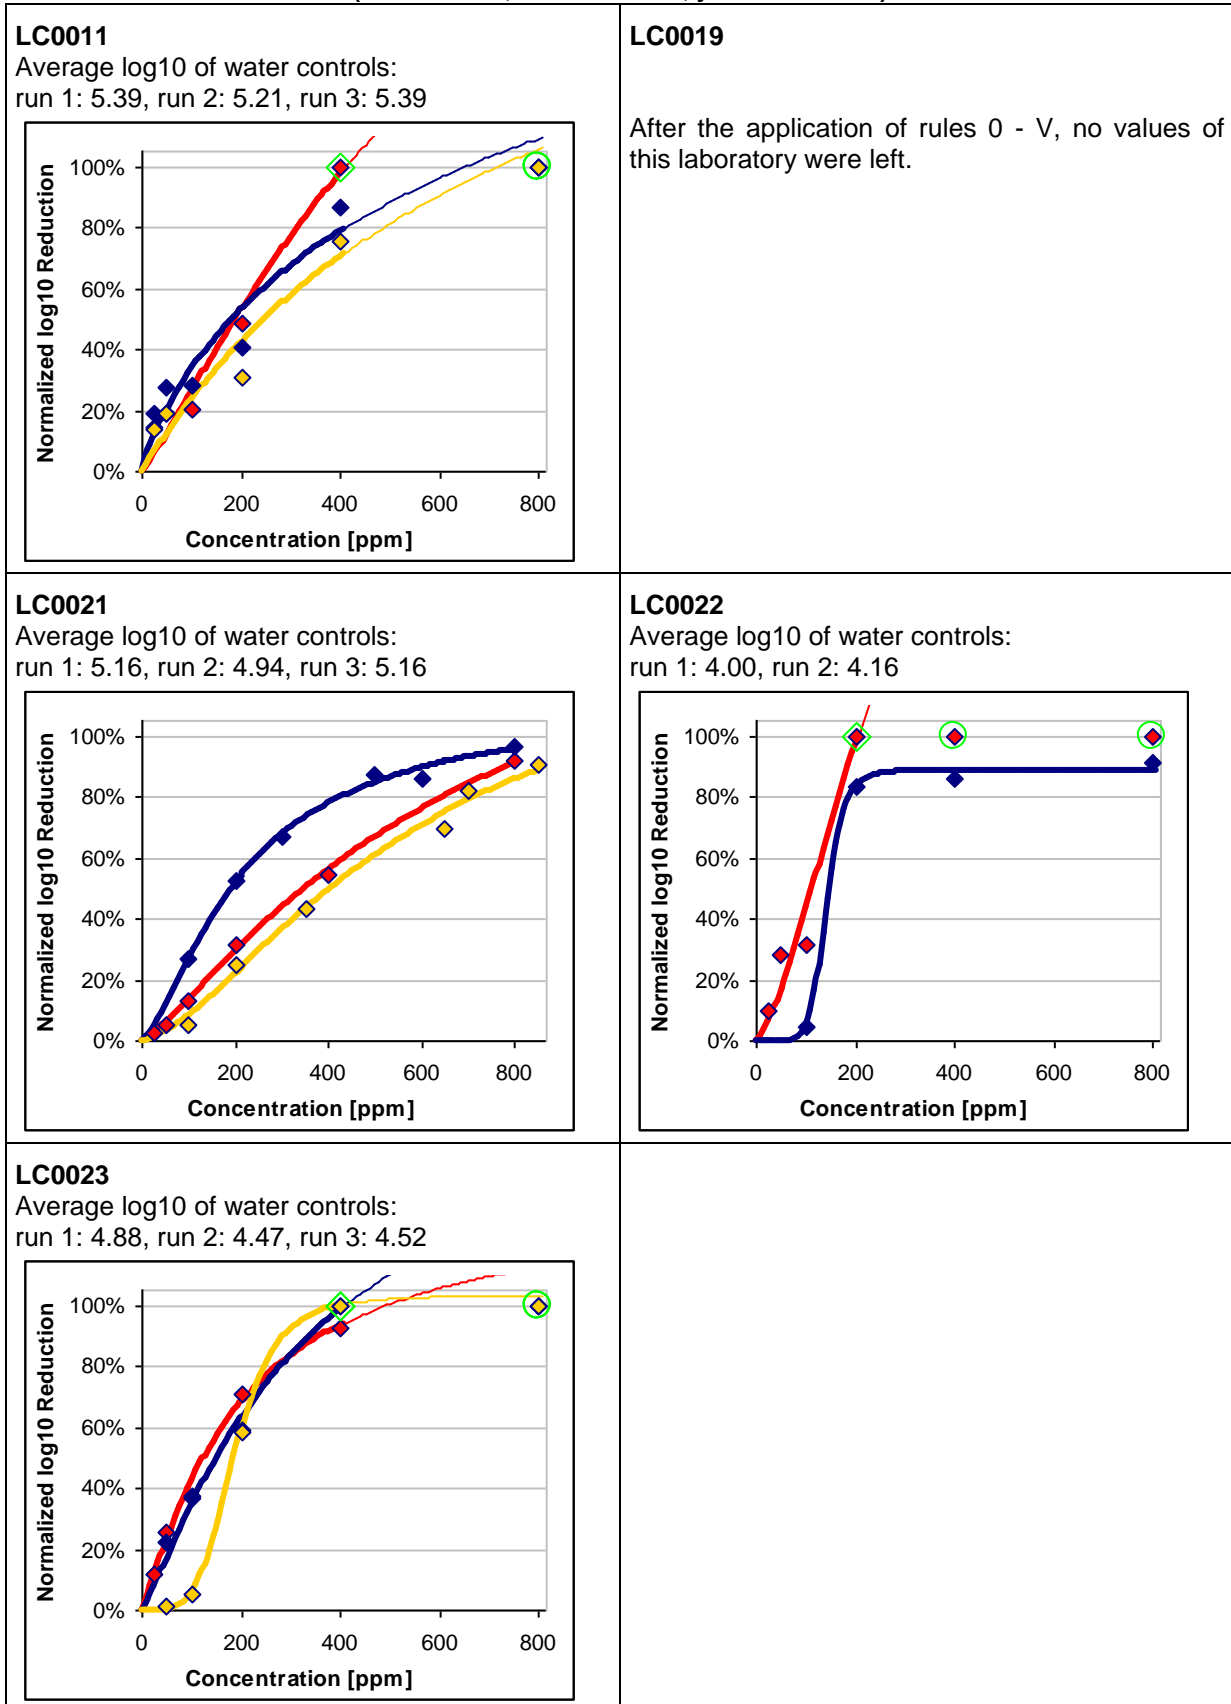 LC0011
Average log10 of water controls:
run 1: 5.39, run 2: 5.21, run 3: 5.39
Normalized log10 Reduction
100%
80%
60%
40%
20%
0%
0 200 400 600 800
Concentration [ppm]
LC0019
After the application of rules 0 - V, no values of
this laboratory were left.
LC0021
Average log10 of water controls:
run 1: 5.16, run 2: 4.94, run 3: 5.16
Normalized log10 Reduction
100%
80%
60%
40%
20%
0%
0 200 400 600 800
Concentration [ppm]
LC0022
Average log10 of water controls:
run 1: 4.00, run 2: 4.16
Normalized log10 Reduction
100%
80%
60%
40%
20%
0%
0 200 400 600 800
Concentration [ppm]
LC0023
Average log10 of water controls:
run 1: 4.88, run 2: 4.47, run 3: 4.52
Normalized log10 Reduction
100%
80%
60%
40%
20%
0%
0 200 400 600 800
Concentration [ppm]